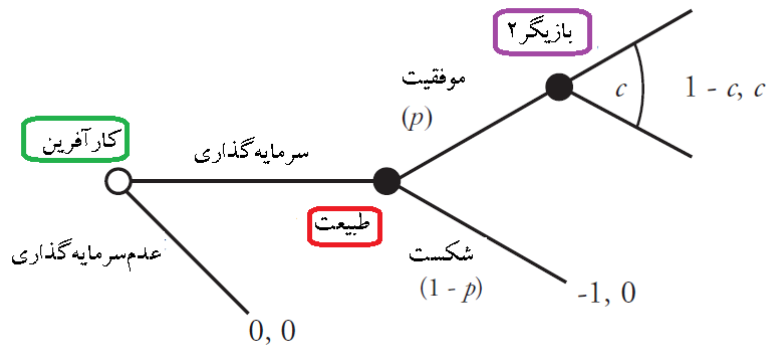 بازیگر۲
موفقیت
(p)
c
1 - c, c
کارآفرین
سرمایه‌گذاری
طبیعت
عدم‌سرمایه‌گذاری
شکست
(1 - p)
-1, 0
0, 0